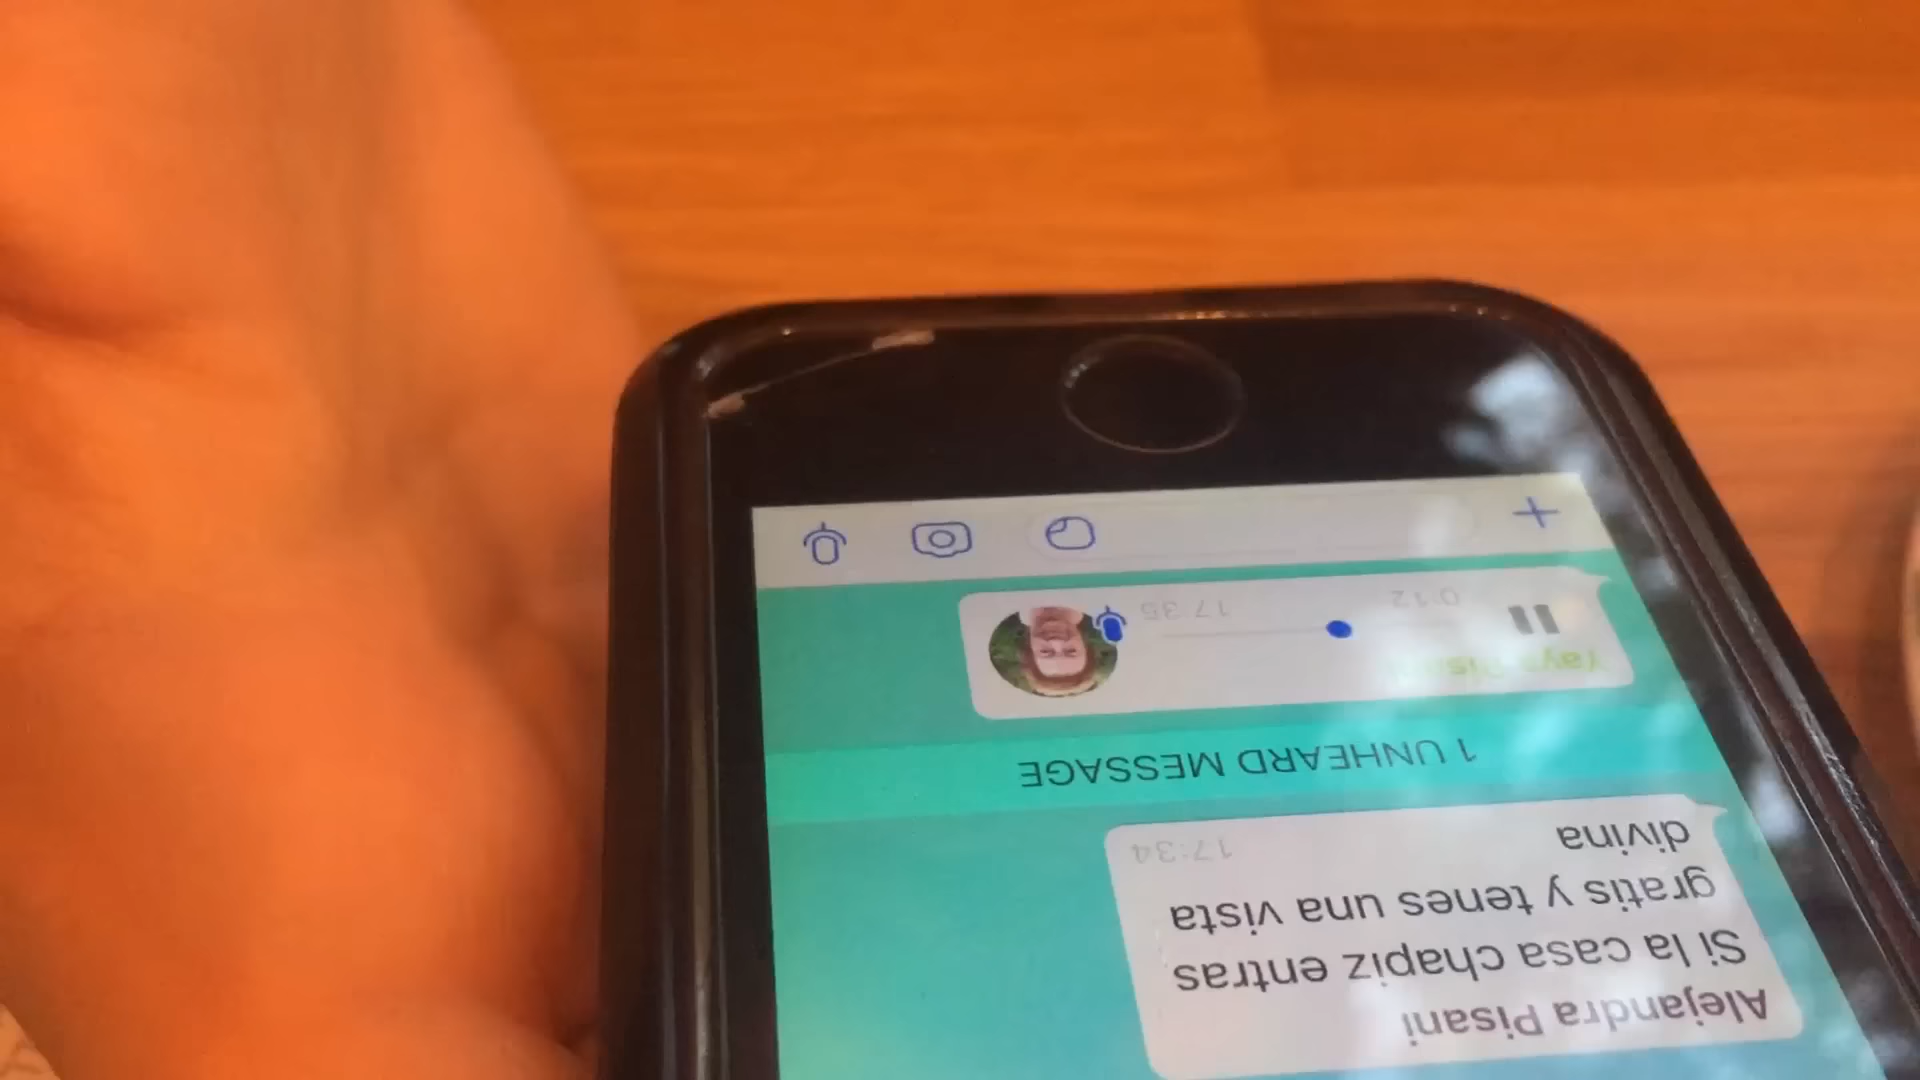 Alejandra Pisani
Si la casa chapiz entras
gratis y tenes una vista
divina
17:34
1 UNHEARD MESSAGE
0:12
17:35